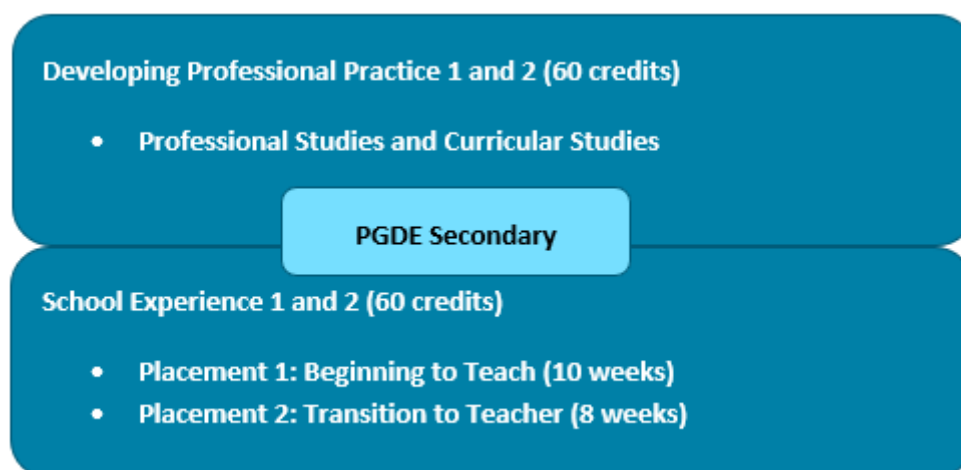 Developing Professional Practice 1 and 2 (60 credits)
• Professional Studies and Curricular Studies
PGDE Secondary
School Experience 1 and 2 (60 credits)
• Placement 1: Beginning to Teach (10 weeks)
• Placement 2: Transition to Teacher (8 weeks)